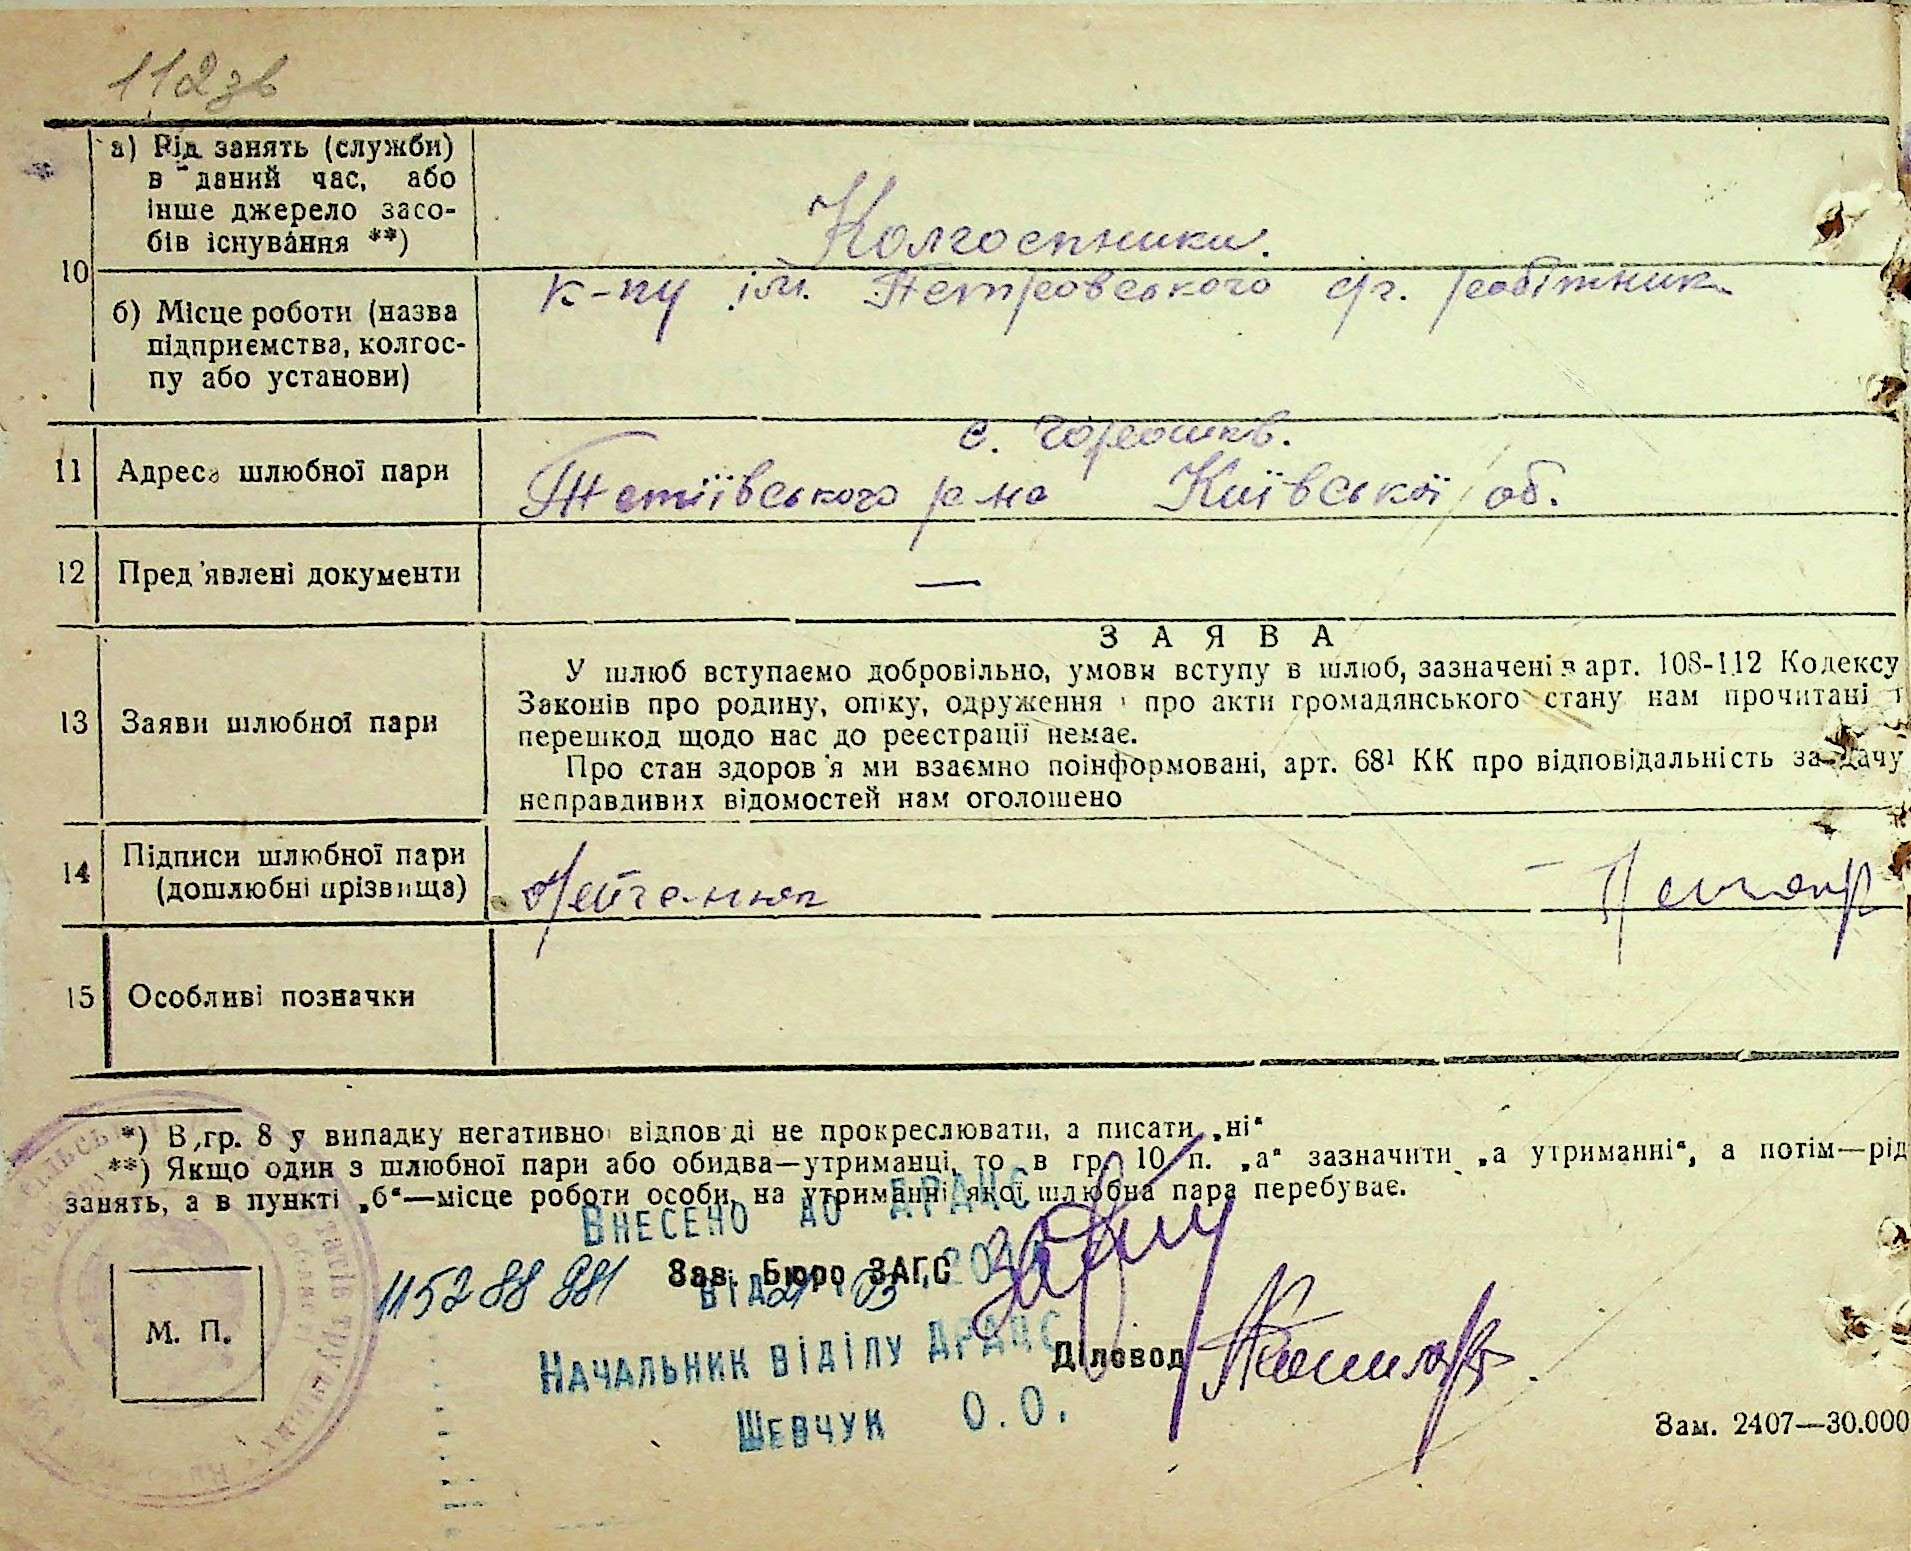 112зв
10
а) Рід занять (служби)
в даний час, або
інше джерело засо-
бів існування **)
Колгоспники.
б) Місце роботи (назва
підприємства, колгос-
пу або установи)
к-пу ім. Петровського с/г. робітник
11
Адреса шлюбної пари
с.
Тетіївського р-на Київської об.
12
Пред'явлені документи
—
13
Заяви шлюбної пари
ЗАЯВА
У шлюб вступаємо добровільно, умови вступу в шлюб, зазначені в арт. 108-112 Кодексу
Законів про родину, опіку, одруження і про акти громадянського стану нам прочитані і
перешкод щодо нас до реєстрації немає.
Про стан здоров'я ми взаємно поінформовані, арт. 68¹ КК про відповідальність за дачу
неправдивих відомостей нам оголошено
14
Підписи шлюбної пари
(дошлюбні прізвища)
15
Особливі позначки
*) В гр. 8 у випадку негативної відповіді не прокреслювати, а писати „ні“
**) Якщо один з шлюбної пари або обидва—утриманці, то в гр. 10 п. „а“ зазначити „а утриманні“, а потім—рід
занять, а в пункті „б“—місце роботи особи, на утриманні якої шлюбна пара перебуває.
Внесено до ДРАЦС
Зав. Бюро ЗАГС
115288981
від
М. П.
Начальник відділу ДРАЦС
Діловод
Шевчук О.О.
Зам. 2407—30.000